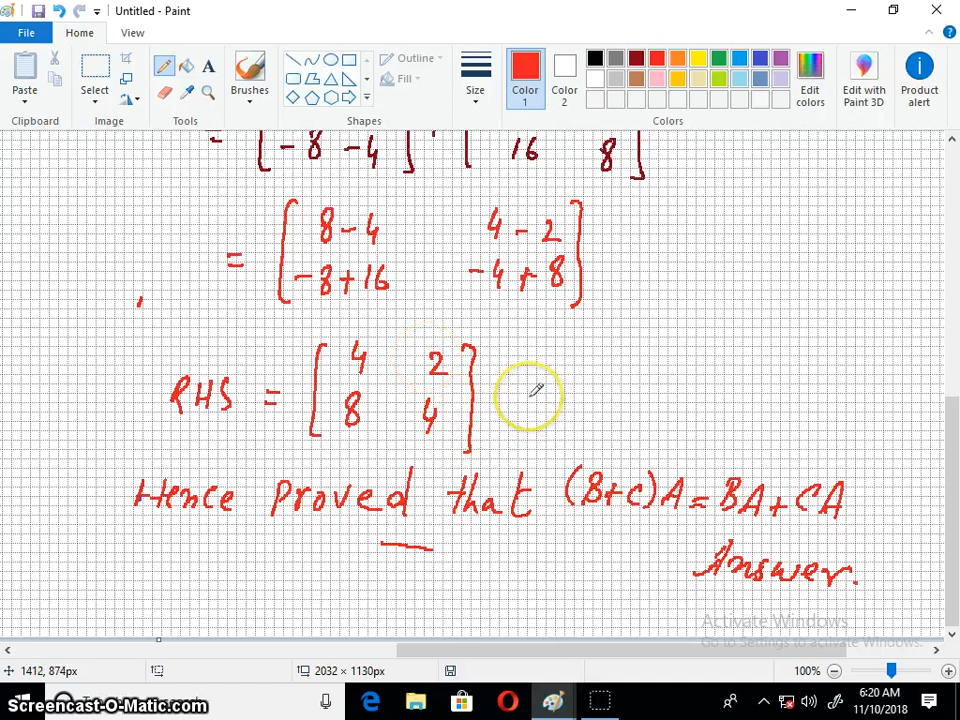 Untitled - Paint
File Home View
Paste Select Brushes Outline Fill Size Color 1 Color 2 Edit colors Edit with Paint 3D Product alert
Clipboard Image Tools Shapes Colors
= [ -8 -4 ] [ 16 8 ]
= [ 8-4 4-2
-8+16 -4+8 ]
RHS = [ 4 2
8 4 ]
Hence proved that (B+C)A=BA+CA
Answer.
Activate Windows
Go to Settings to activate Windows.
1412, 874px 2032 × 1130px 100%
Screencast-O-Matic.com
6:20 AM
11/10/2018